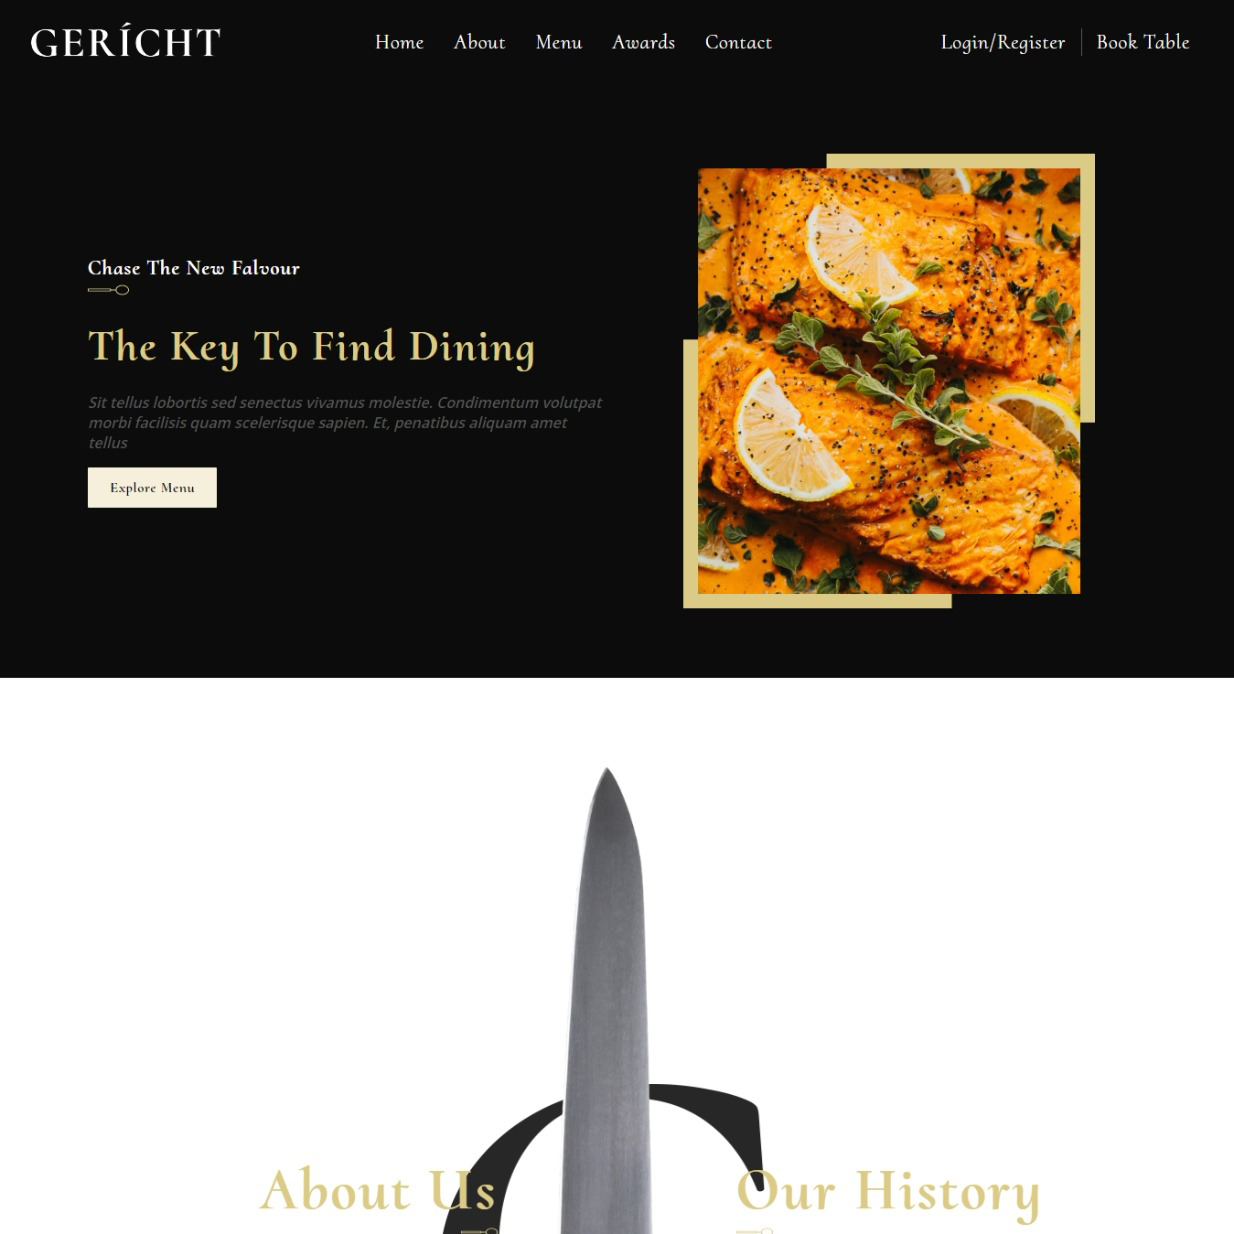 GERÍCHT
Home About Menu Awards Contact
Login/Register Book Table
Chase The New Falvour
The Key To Find Dining
Sit tellus lobortis sed senectus vivamus molestie. Condimentum volutpat
morbi facilisis quam scelerisque sapien. Et, penatibus aliquam amet
tellus
Explore Menu
About Us
Our History